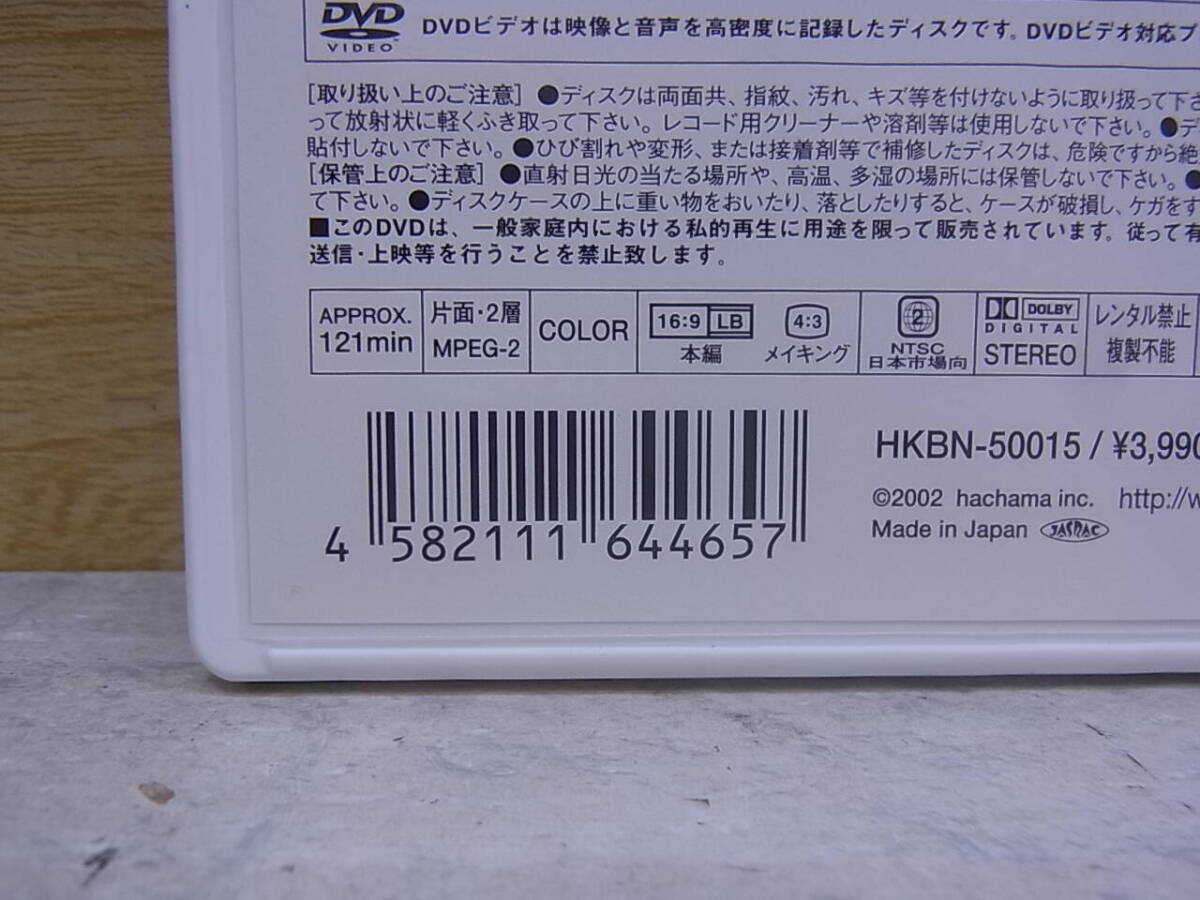 DVD
VIDEO
DVDビデオは映像と音声を高密度に記録したディスクです。DVDビデオ対応プ
[取り扱い上のご注意] ●ディスクは両面共、指紋、汚れ、キズ等を付けないように取り扱って下さ
って放射状に軽くふき取って下さい。レコード用クリーナーや溶剤等は使用しないで下さい。●デ
貼付しないで下さい。●ひび割れや変形、または接着剤等で補修したディスクは、危険ですから絶
[保管上のご注意] ●直射日光の当たる場所や、高温、多湿の場所には保管しないで下さい。●
て下さい。●ディスクケースの上に重い物をおいたり、落としたりすると、ケースが破損し、ケガをす
■このDVDは、一般家庭内における私的再生に用途を限って販売されています。従って有
送信・上映等を行うことを禁止致します。
APPROX.
121min
片面・2層
MPEG-2
COLOR
16:9 LB
本編
4:3
メイキング
2
NTSC
日本市場向
DOLBY
DIGITAL
STEREO
レンタル禁止
複製不能
4 582111 644657
HKBN-50015 / ¥3,990
©2002 hachama inc. http://w
Made in Japan JASRAC